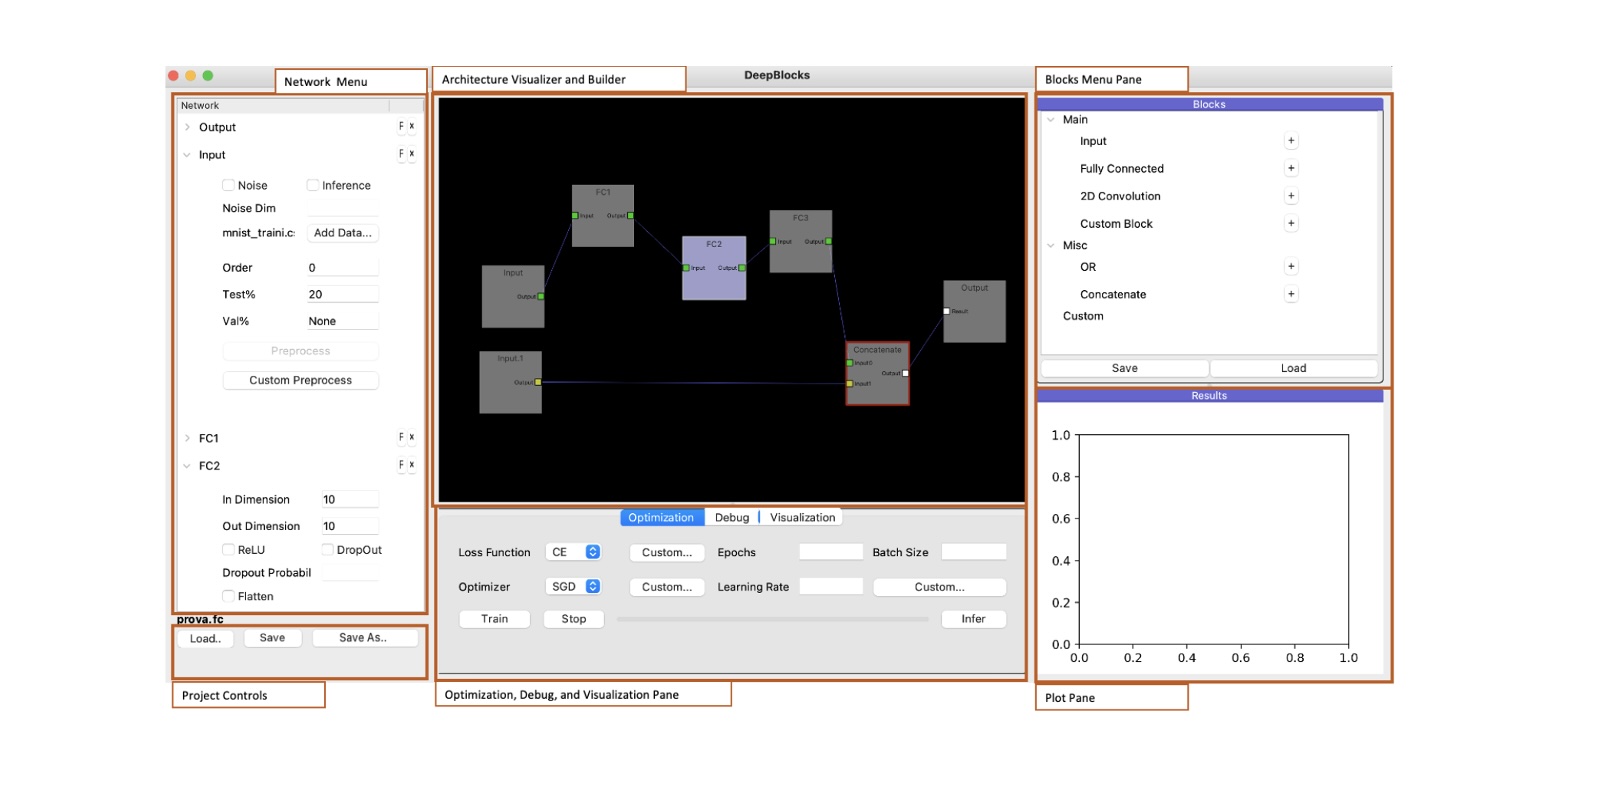 DeepBlocks
Network Menu
Network
Output F x
Input F x
Noise Inference
Noise Dim
mnist_traini.c: Add Data...
Order 0
Test% 20
Val% None
Preprocess
Custom Preprocess
FC1 F x
FC2 F x
In Dimension 10
Out Dimension 10
ReLU DropOut
Dropout Probabil
Flatten
prova.fc
Load.. Save Save As..
Project Controls
Architecture Visualizer and Builder
FC1
Input Output
FC2
Input Output
FC3
Input Output
Input
Output
Input.1
Output
Concatenate
Input0
Output
Input1
Output
Result
Optimization Debug Visualization
Loss Function CE Custom... Epochs Batch Size
Optimizer SGD Custom... Learning Rate Custom...
Train Stop Infer
Optimization, Debug, and Visualization Pane
Blocks Menu Pane
Blocks
Main
Input +
Fully Connected +
2D Convolution +
Custom Block +
Misc
OR +
Concatenate +
Custom
Save Load
Results
1.0
0.8
0.6
0.4
0.2
0.0
0.0 0.2 0.4 0.6 0.8 1.0
Plot Pane